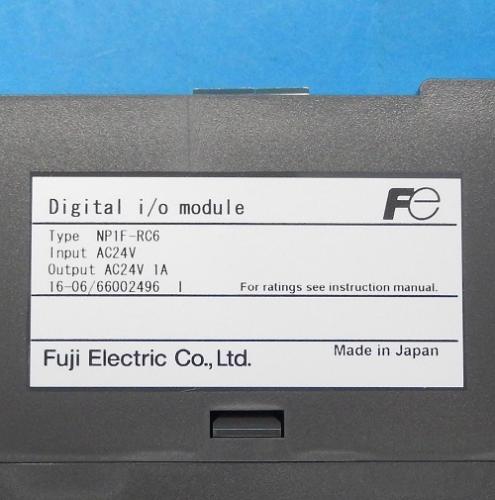 Digital i/o module
Fe
Type NP1F-RC6
Input AC24V
Output AC24V 1A
16-06/66002496 I
For ratings see instruction manual.
Fuji Electric Co., Ltd.
Made in Japan